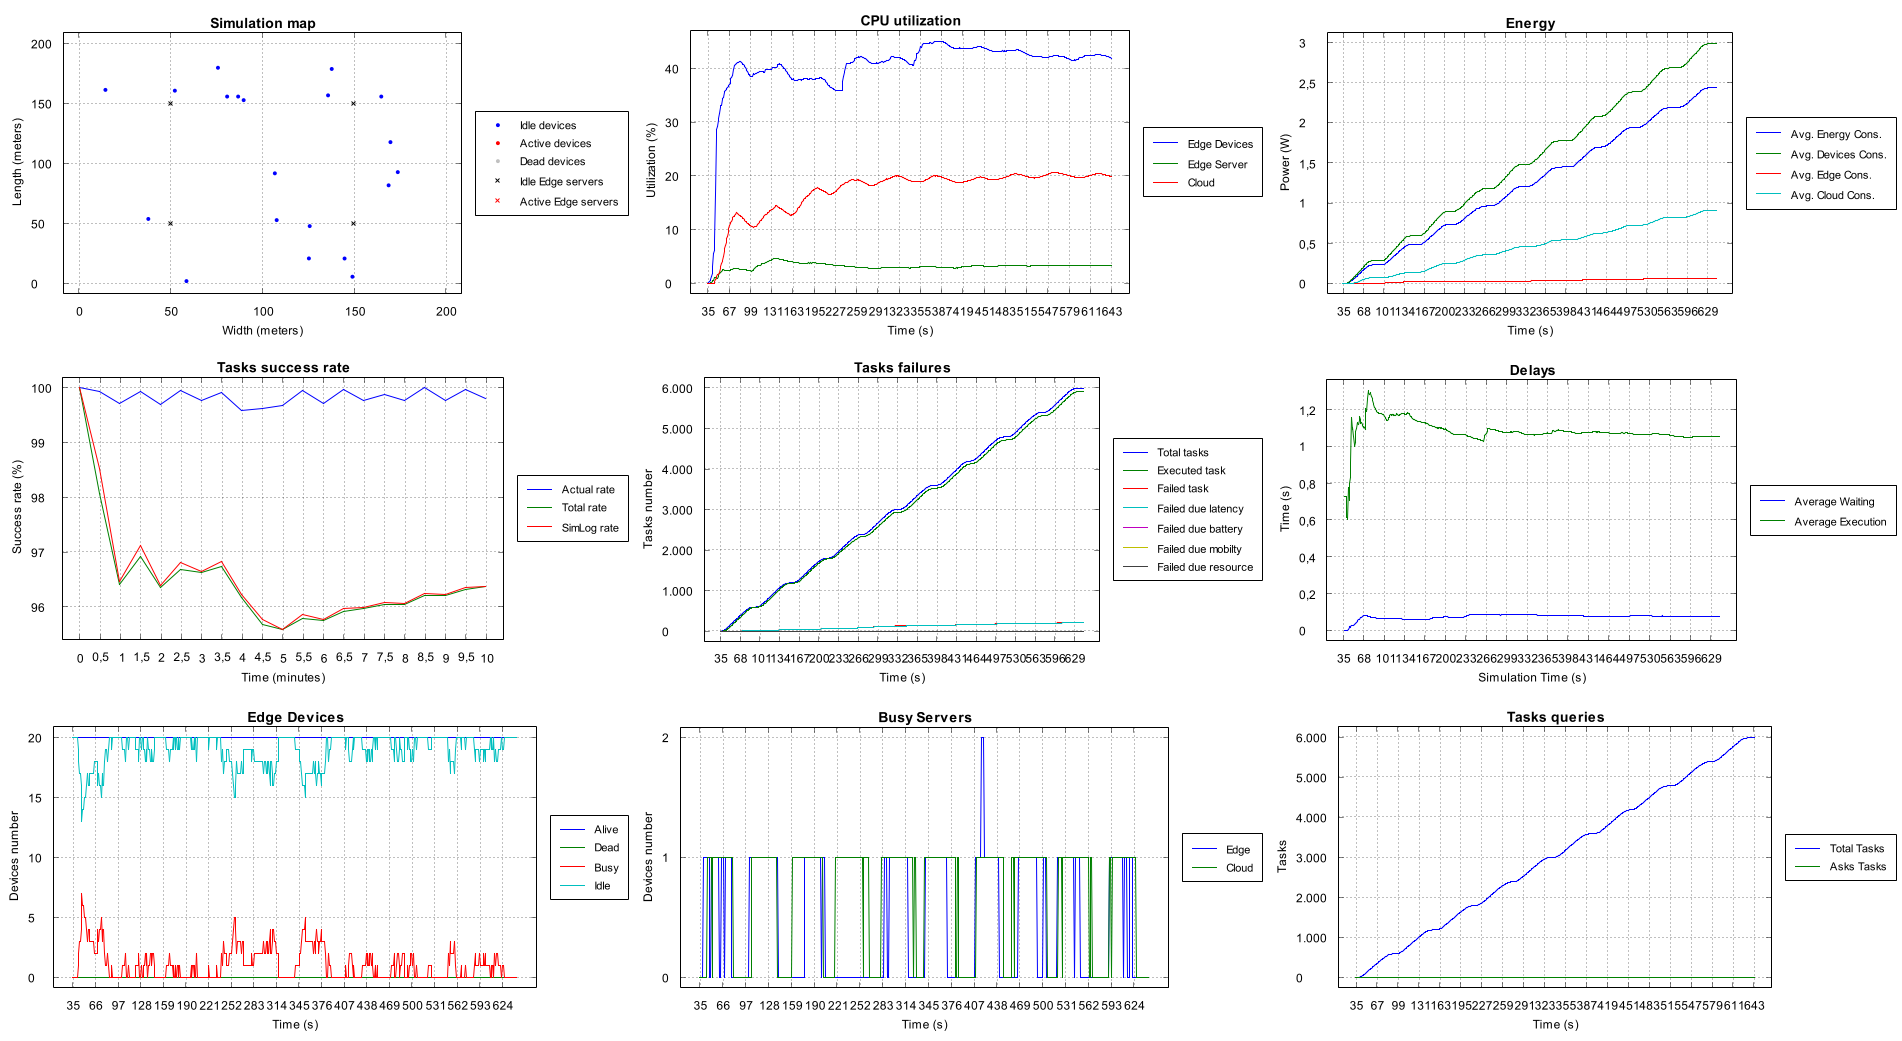 Simulation map
200
150
100
50
0
0
50
100
150
200
Length (meters)
Width (meters)
Idle devices
Active devices
Dead devices
Idle Edge servers
Active Edge servers
CPU utilization
40
30
20
10
0
35 67 99 131163195227259291323355387419451483515547579611643
Utilization (%)
Time (s)
Edge Devices
Edge Server
Cloud
Energy
3
2,5
2
1,5
1
0,5
0
35 68 101134167200233266299332365398431464497530563596629
Power (W)
Time (s)
Avg. Energy Cons.
Avg. Devices Cons.
Avg. Edge Cons.
Avg. Cloud Cons.
Tasks success rate
100
99
98
97
96
0 0,5 1 1,5 2 2,5 3 3,5 4 4,5 5 5,5 6 6,5 7 7,5 8 8,5 9 9,5 10
Success rate (%)
Time (minutes)
Actual rate
Total rate
SimLog rate
Tasks failures
6.000
5.000
4.000
3.000
2.000
1.000
0
35 68 101134167200233266299332365398431464497530563596629
Tasks number
Time (s)
Total tasks
Executed task
Failed task
Failed due latency
Failed due battery
Failed due mobilty
Failed due resource
Delays
1,2
1
0,8
0,6
0,4
0,2
0
35 68 101134167200233266299332365398431464497530563596629
Time (s)
Simulation Time (s)
Average Waiting
Average Execution
Edge Devices
20
15
10
5
0
35 66 97 128 159 190 221 252 283 314 345 376 407 438 469 500 531 562 593 624
Devices number
Time (s)
Alive
Dead
Busy
Idle
Busy Servers
2
1
0
35 66 97 128 159 190 221 252 283 314 345 376 407 438 469 500 531 562 593 624
Devices number
Time (s)
Edge
Cloud
Tasks queries
6.000
5.000
4.000
3.000
2.000
1.000
0
35 67 99 131163195227259291323355387419451483515547579611643
Tasks
Time (s)
Total Tasks
Asks Tasks